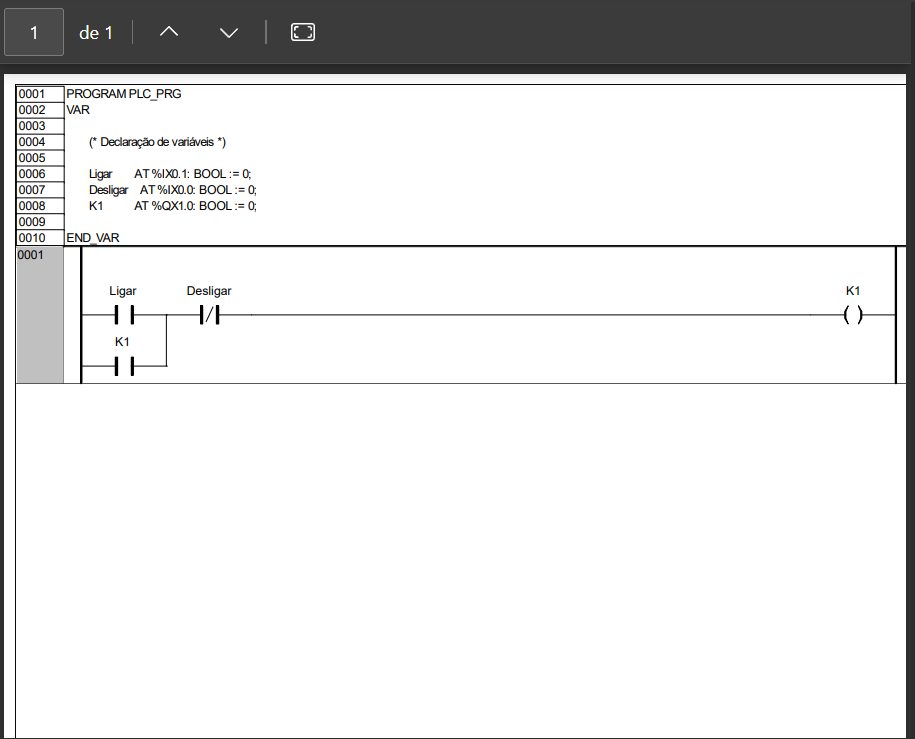 1 de 1
0001 PROGRAM PLC_PRG
0002 VAR
0003
0004 (* Declaração de variáveis *)
0005
0006 Ligar AT %IX0.1: BOOL := 0;
0007 Desligar AT %IX0.0: BOOL := 0;
0008 K1 AT %QX1.0: BOOL := 0;
0009
0010 END_VAR
0001
Ligar Desligar K1
K1